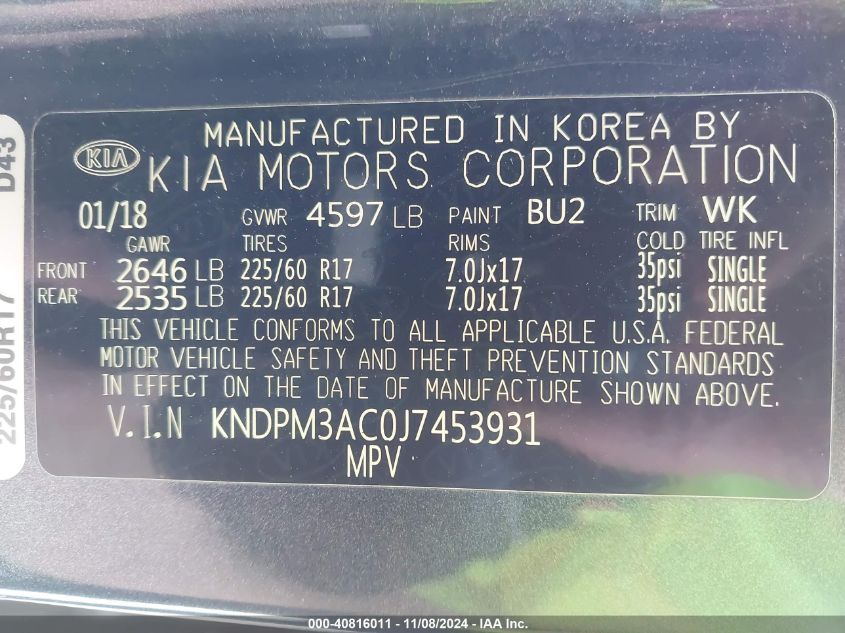 MANUFACTURED IN KOREA BY
KIA
KIA MOTORS CORPORATION
01/18 GVWR 4597 LB PAINT BU2 TRIM WK
GAWR TIRES RIMS COLD TIRE INFL
FRONT 2646 LB 225/60 R17 7.0Jx17 35psi SINGLE
REAR 2535 LB 225/60 R17 7.0Jx17 35psi SINGLE
THIS VEHICLE CONFORMS TO ALL APPLICABLE U.S.A. FEDERAL
MOTOR VEHICLE SAFETY AND THEFT PREVENTION STANDARDS
IN EFFECT ON THE DATE OF MANUFACTURE SHOWN ABOVE.
V.I.N KNDPM3AC0J7453931
MPV
225/60R17 D43
000-40816011 - 11/08/2024 - IAA Inc.